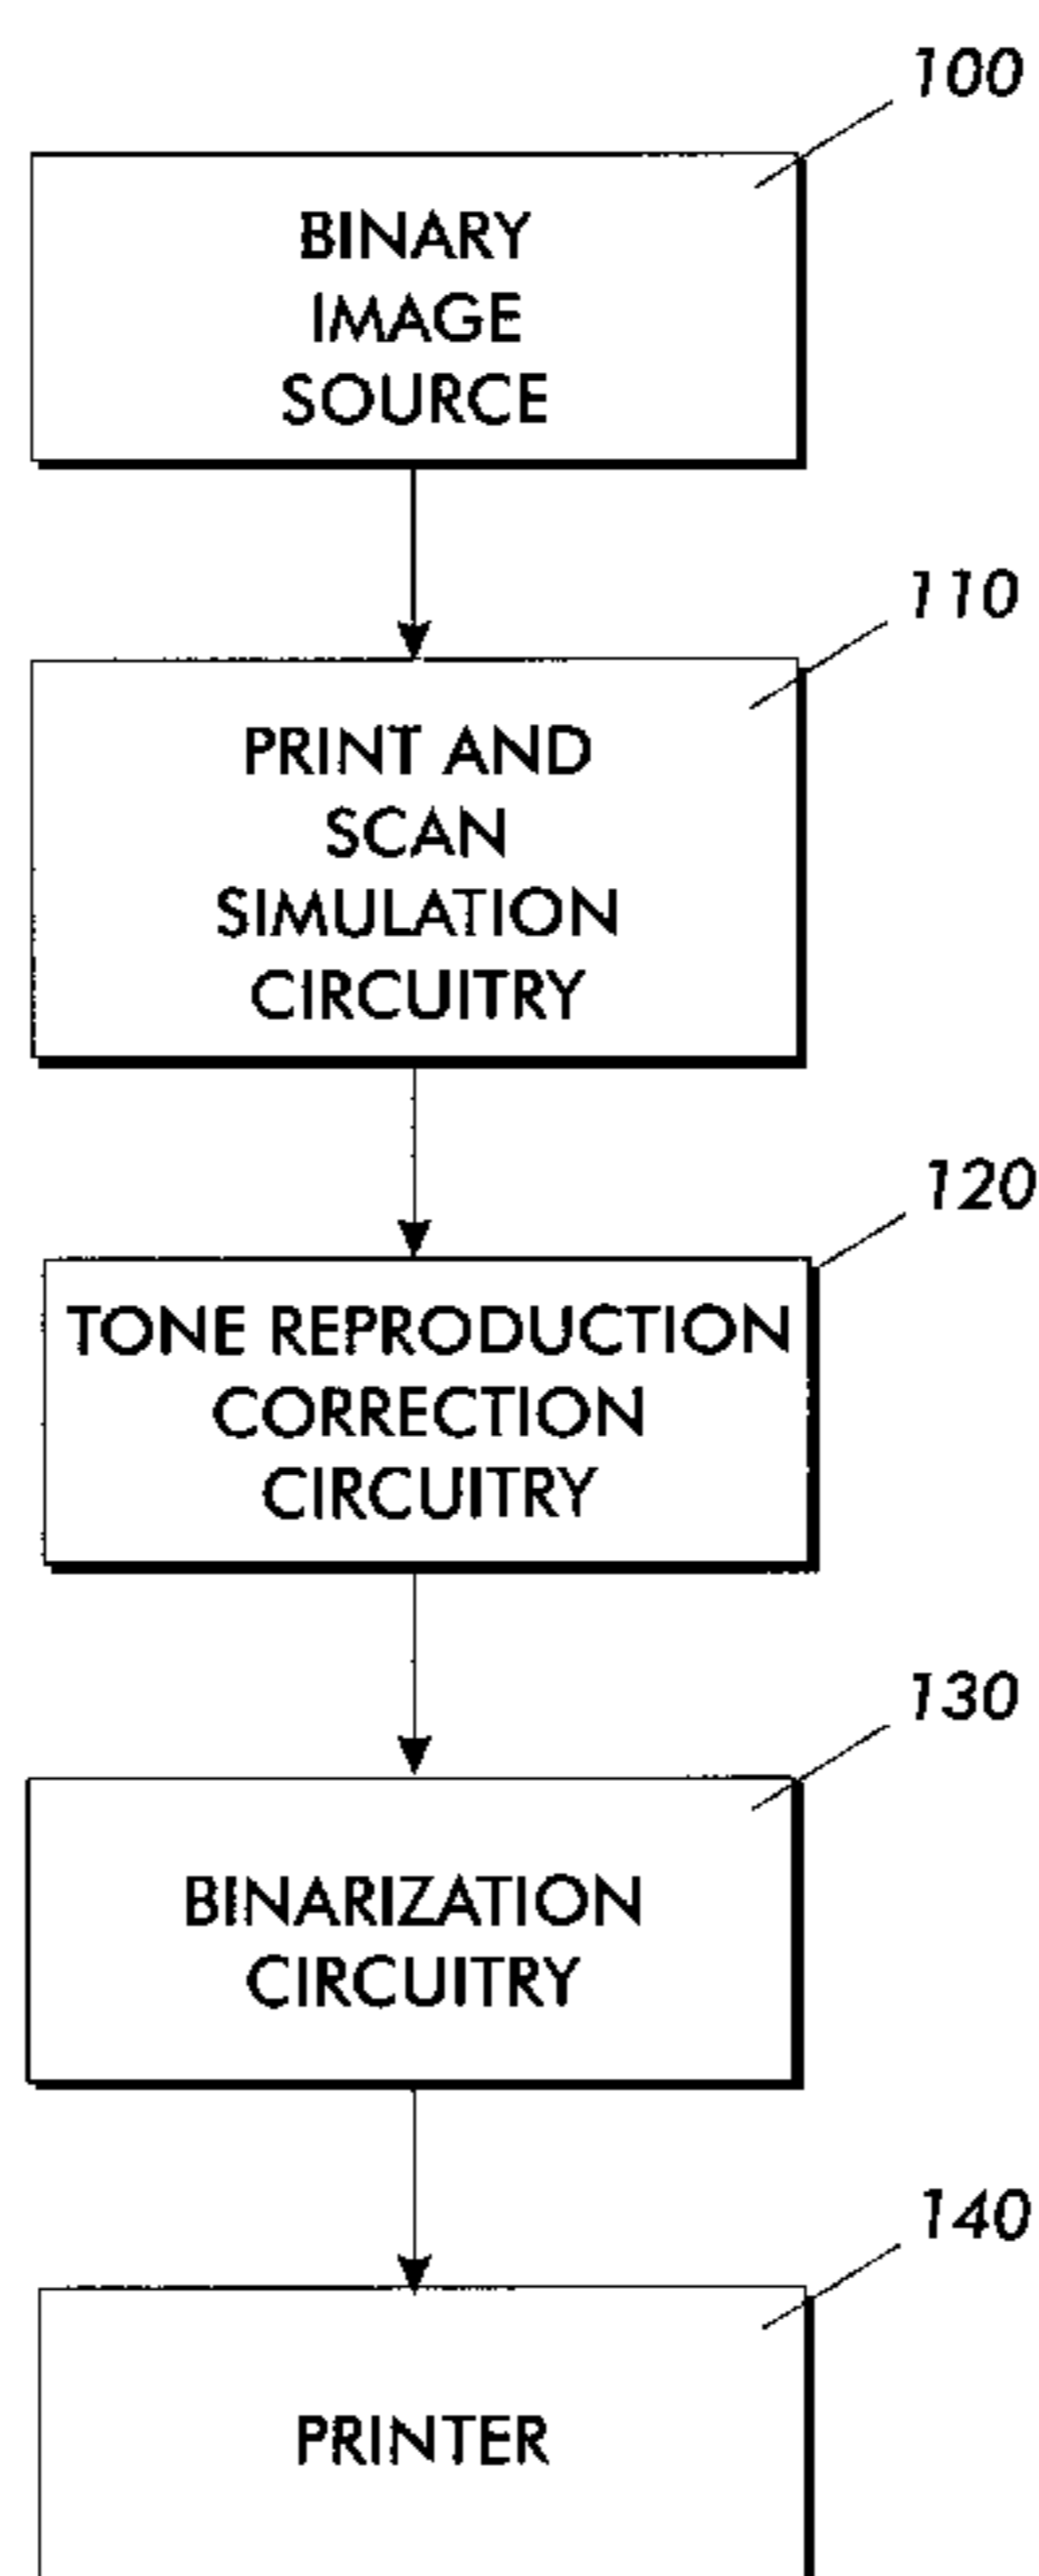 100
BINARY
IMAGE
SOURCE
110
PRINT AND
SCAN
SIMULATION
CIRCUITRY
120
TONE REPRODUCTION
CORRECTION
CIRCUITRY
130
BINARIZATION
CIRCUITRY
140
PRINTER